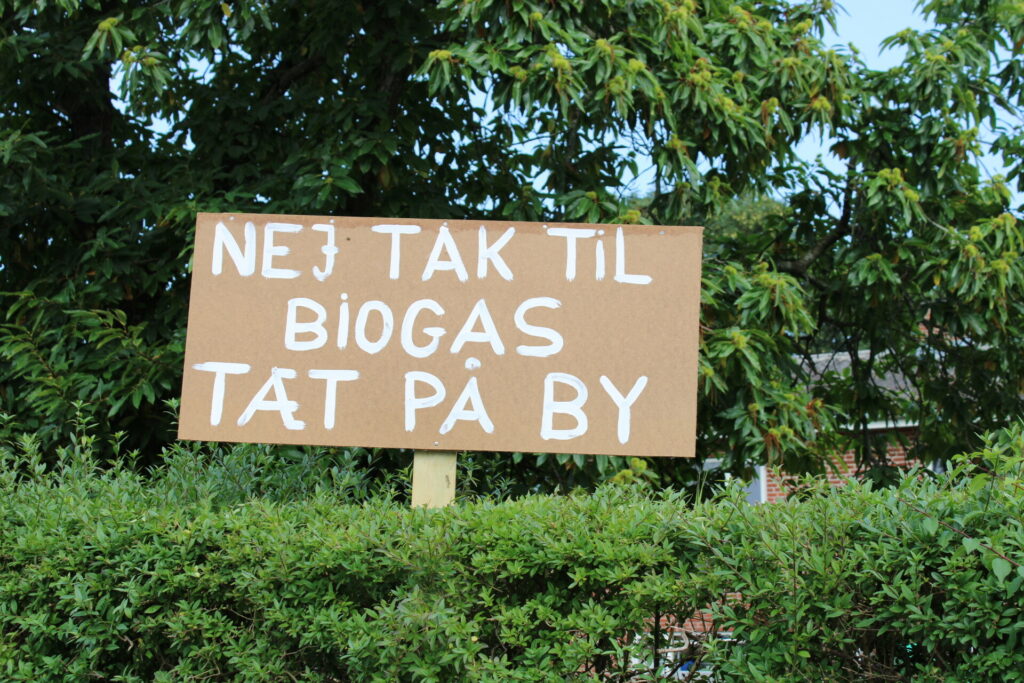 NEJ TAK TiL
BiOGAS
TÆT PÅ BY